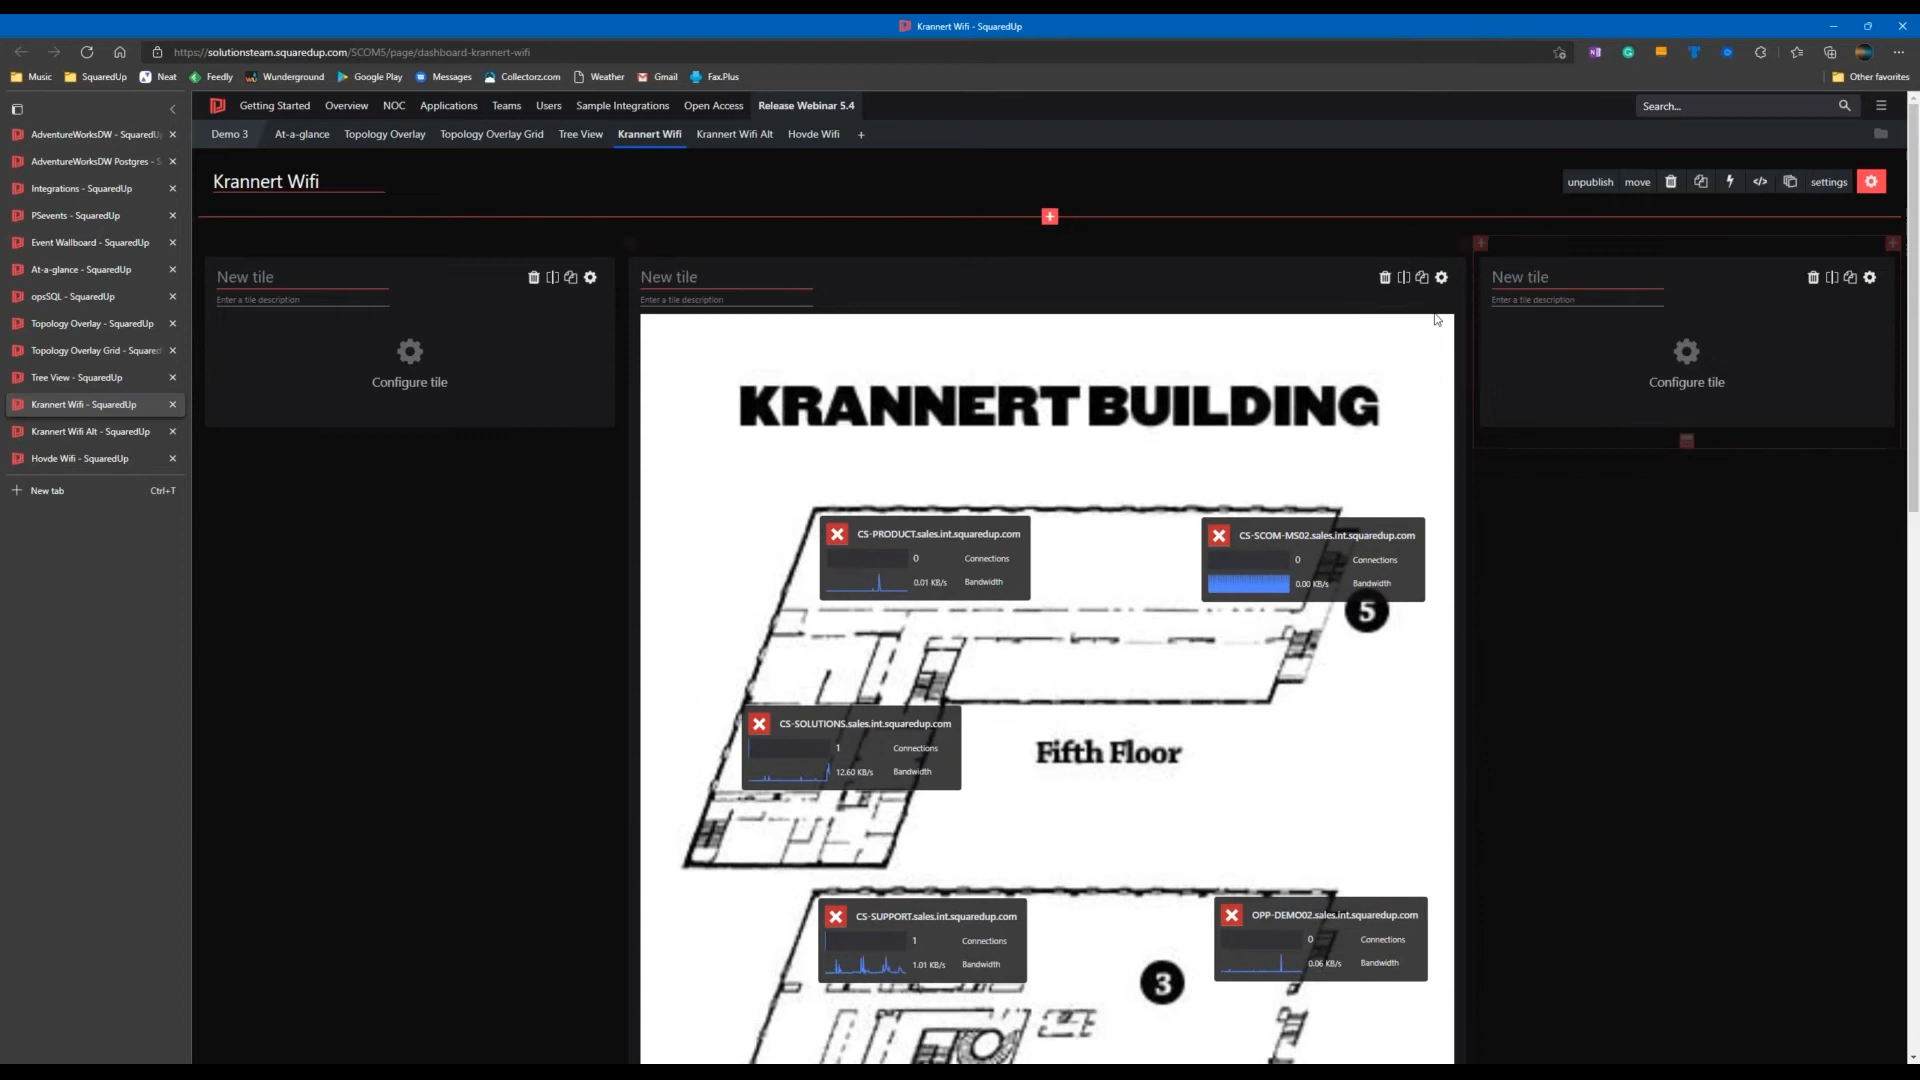 Krannert Wifi - SquaredUp
https://solutionsteam.squaredup.com/SCOM5/page/dashboard-krannert-wifi
Music
SquaredUp
Neat
Feedly
Wunderground
Google Play
Messages
Collectorz.com
Weather
Gmail
Fax.Plus
Other favorites
AdventureWorksDW - SquaredU
AdventureWorksDW Postgres - S
Integrations - SquaredUp
PSevents - SquaredUp
Event Wallboard - SquaredUp
At-a-glance - SquaredUp
opsSQL - SquaredUp
Topology Overlay - SquaredUp
Topology Overlay Grid - Squared
Tree View - SquaredUp
Krannert Wifi - SquaredUp
Krannert Wifi Alt - SquaredUp
Hovde Wifi - SquaredUp
New tab Ctrl+T
Getting Started
Overview
NOC
Applications
Teams
Users
Sample Integrations
Open Access
Release Webinar 5.4
Search...
Demo 3
At-a-glance
Topology Overlay
Topology Overlay Grid
Tree View
Krannert Wifi
Krannert Wifi Alt
Hovde Wifi
Krannert Wifi
unpublish
move
settings
New tile
Enter a tile description
Configure tile
New tile
Enter a tile description
New tile
Enter a tile description
Configure tile
KRANNERT BUILDING
CS-PRODUCT.sales.int.squaredup.com
0 Connections
0.01 KB/s Bandwidth
CS-SCOM-MS02.sales.int.squaredup.com
0 Connections
0.00 KB/s Bandwidth
5
CS-SOLUTIONS.sales.int.squaredup.com
1 Connections
12.60 KB/s Bandwidth
Fifth Floor
CS-SUPPORT.sales.int.squaredup.com
1 Connections
1.01 KB/s Bandwidth
OPP-DEMO02.sales.int.squaredup.com
0 Connections
0.06 KB/s Bandwidth
3